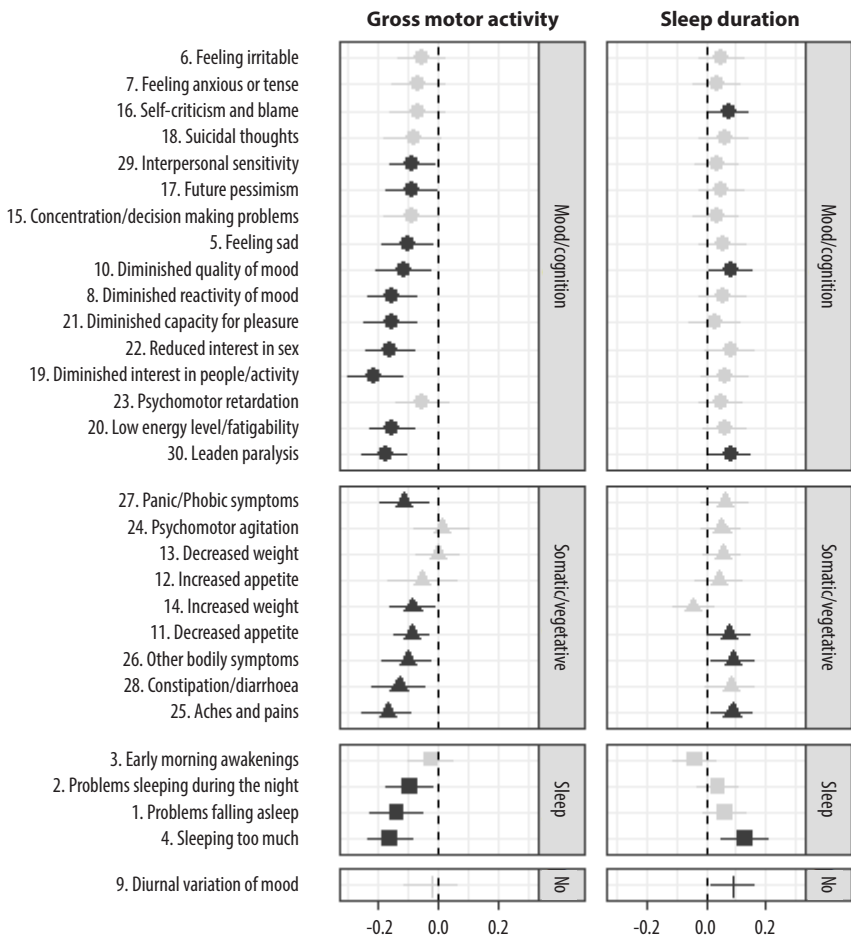 Gross motor activity
Sleep duration
6. Feeling irritable
7. Feeling anxious or tense
16. Self-criticism and blame
18. Suicidal thoughts
29. Interpersonal sensitivity
17. Future pessimism
15. Concentration/decision making problems
5. Feeling sad
10. Diminished quality of mood
8. Diminished reactivity of mood
21. Diminished capacity for pleasure
22. Reduced interest in sex
19. Diminished interest in people/activity
23. Psychomotor retardation
20. Low energy level/fatigability
30. Leaden paralysis
Mood/cognition
Mood/cognition
27. Panic/Phobic symptoms
24. Psychomotor agitation
13. Decreased weight
12. Increased appetite
14. Increased weight
11. Decreased appetite
26. Other bodily symptoms
28. Constipation/diarrhoea
25. Aches and pains
Somatic/vegetative
Somatic/vegetative
3. Early morning awakenings
2. Problems sleeping during the night
1. Problems falling asleep
4. Sleeping too much
Sleep
Sleep
9. Diurnal variation of mood
No
No
-0.2 0.0 0.2
-0.2 0.0 0.2